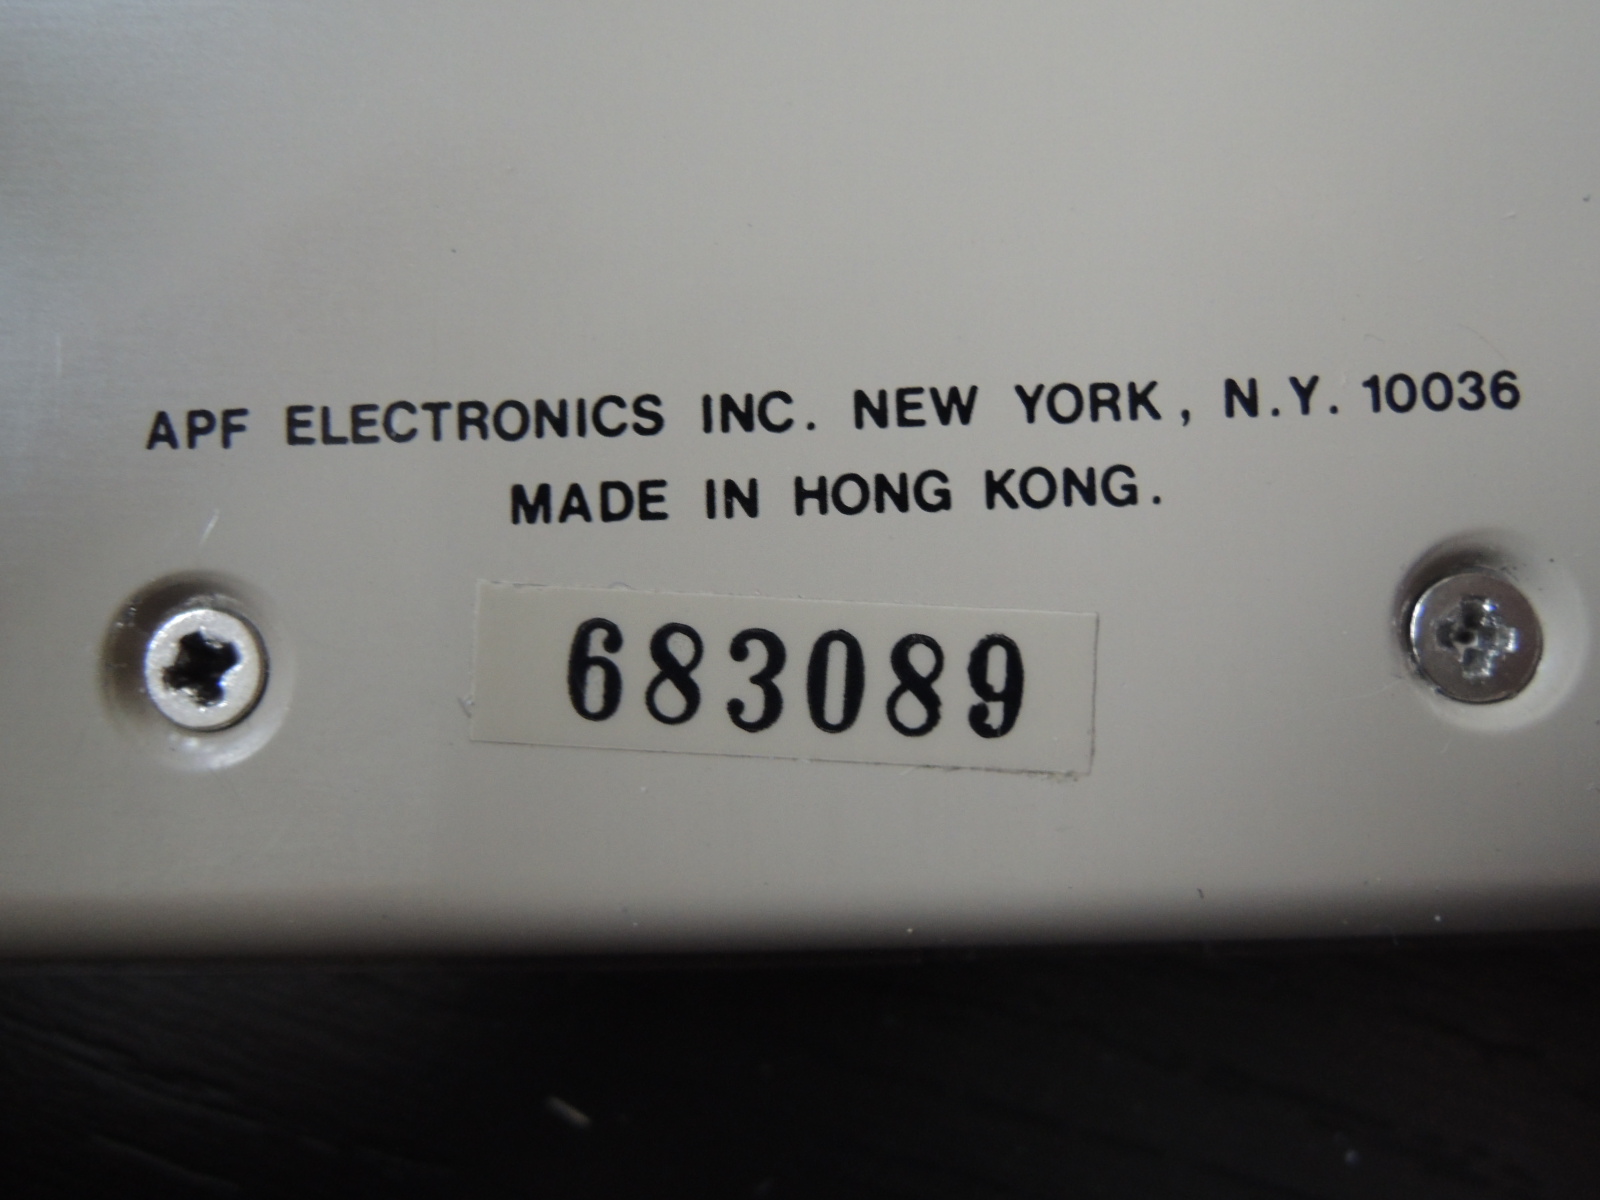 APF ELECTRONICS INC. NEW YORK, N.Y. 10036
MADE IN HONG KONG.
683089